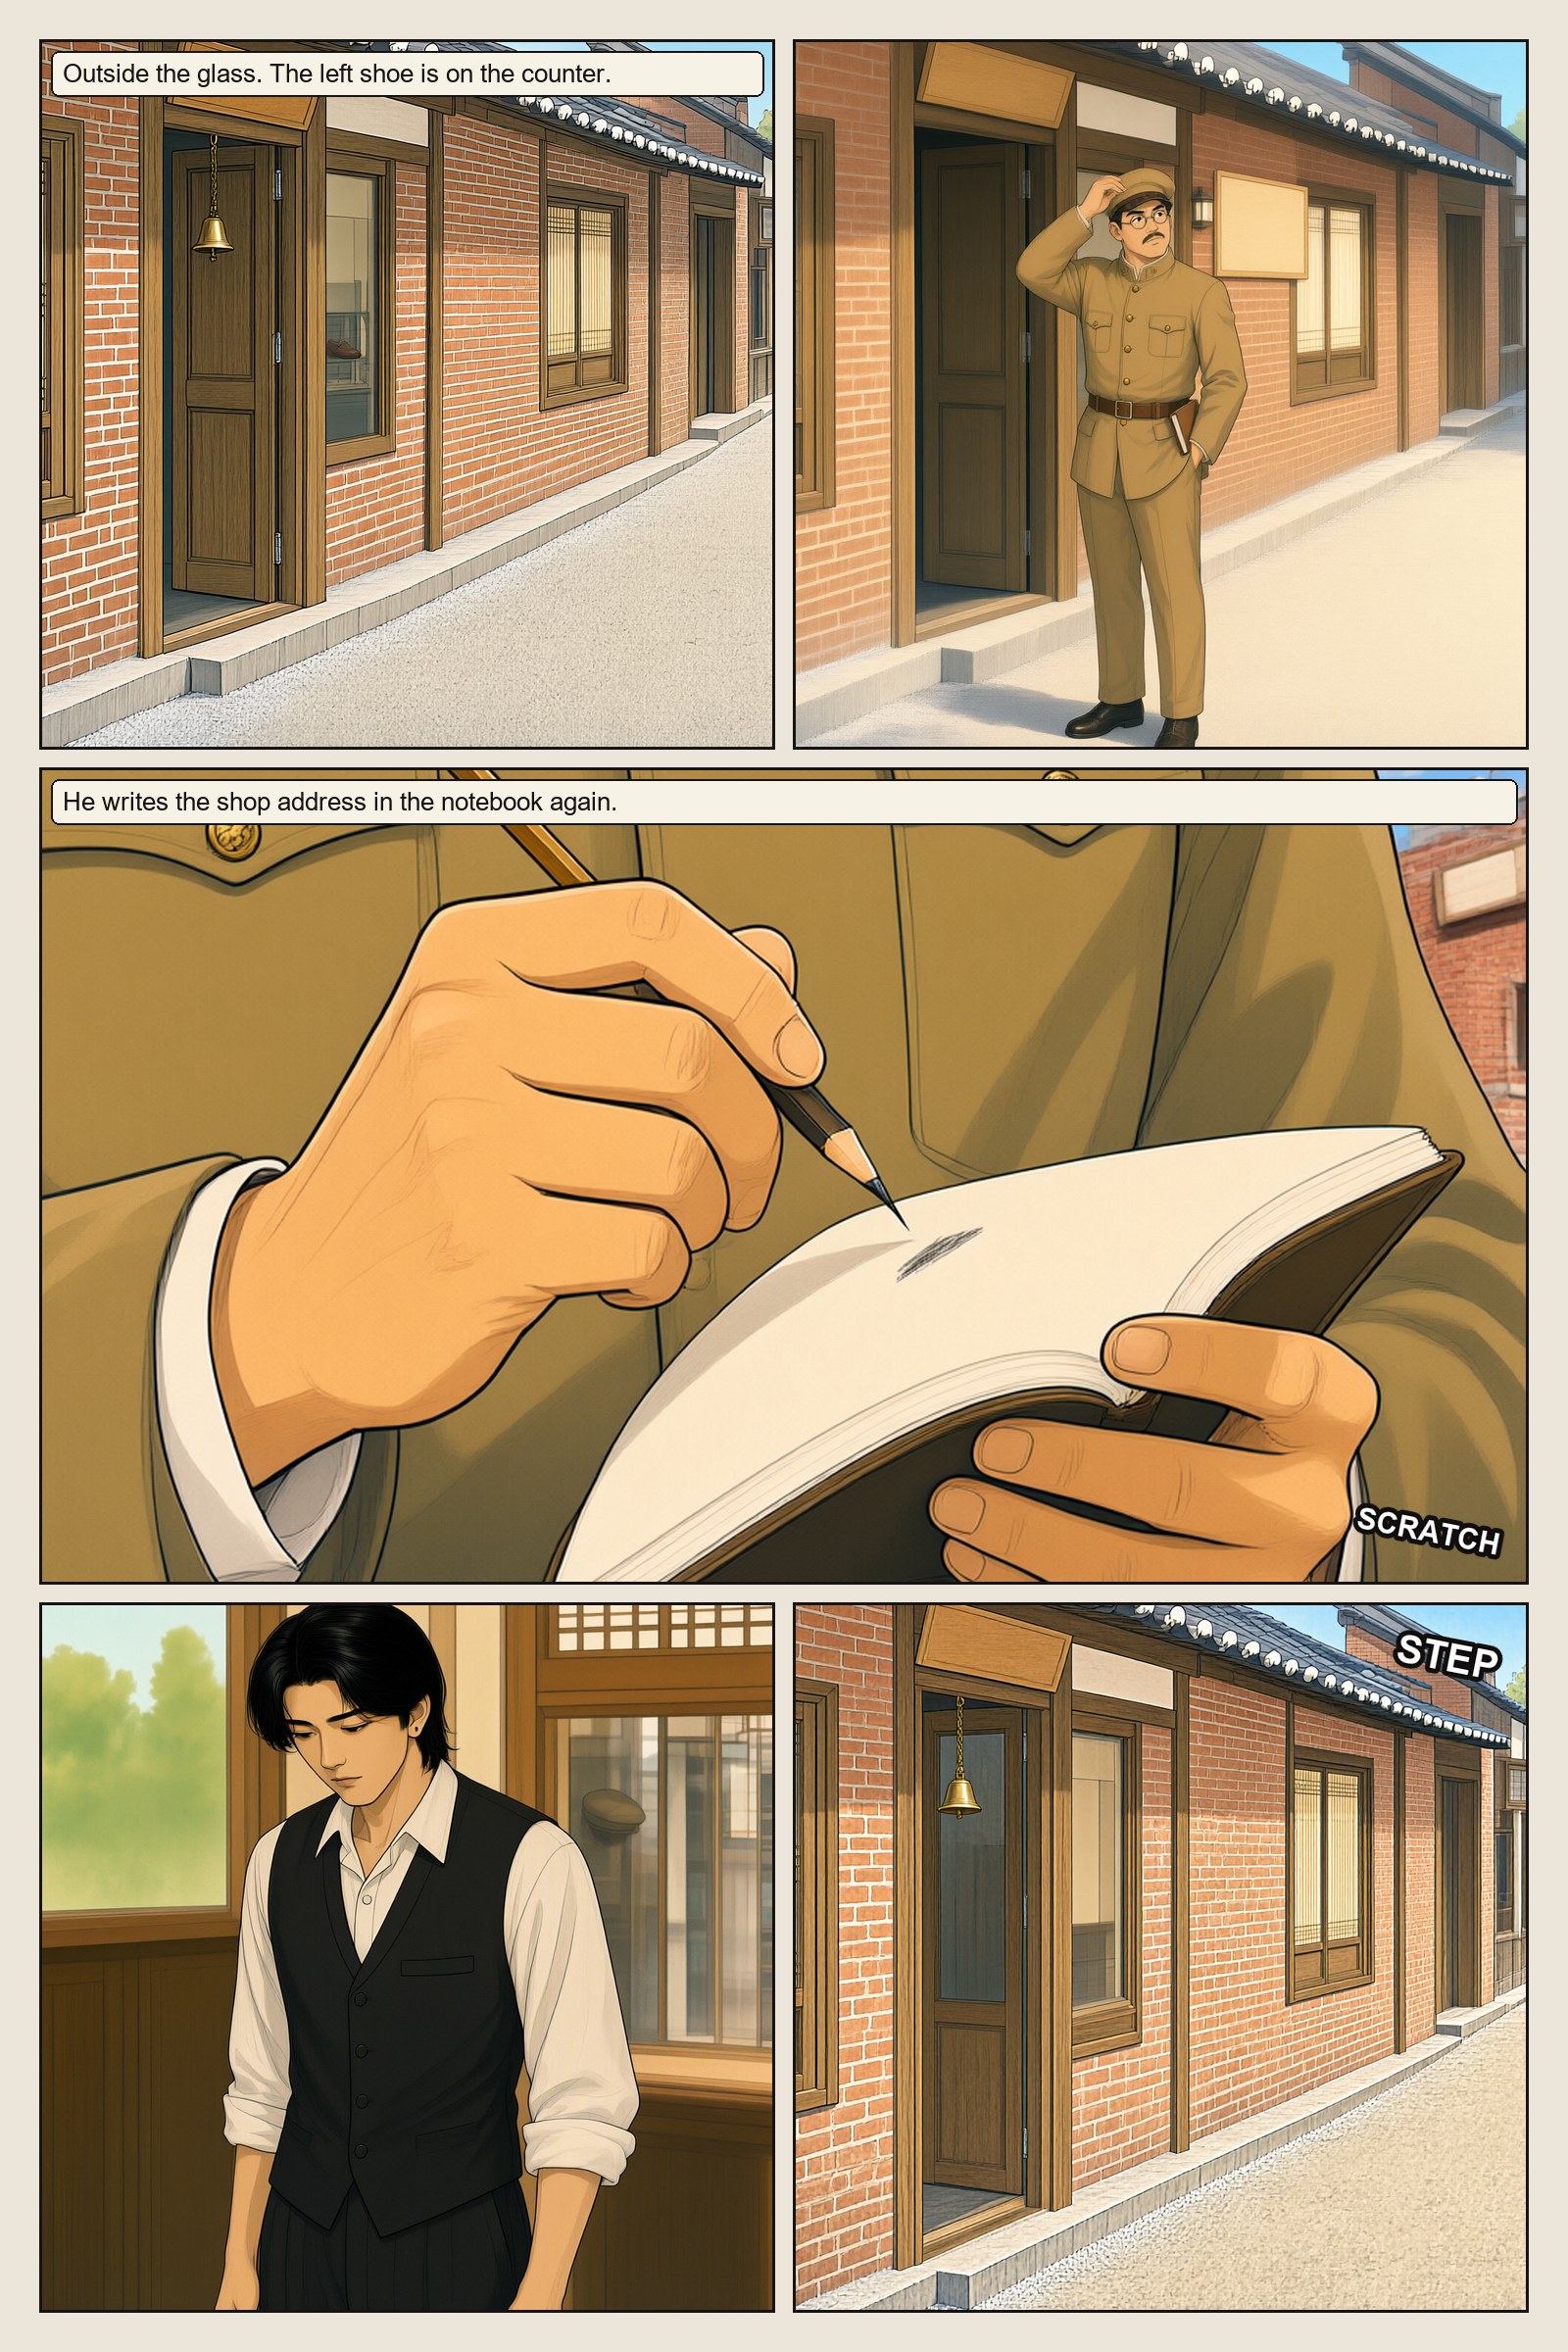 Outside the glass. The left shoe is on the counter.
He writes the shop address in the notebook again.
SCRATCH
STEP